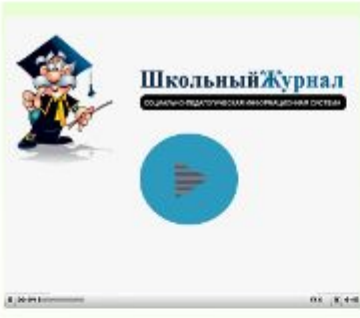 ШкольныйЖурнал
СОЦИАЛЬНО-ПЕДАГОГИЧЕСКАЯ ИНФОРМАЦИОННАЯ СИСТЕМА